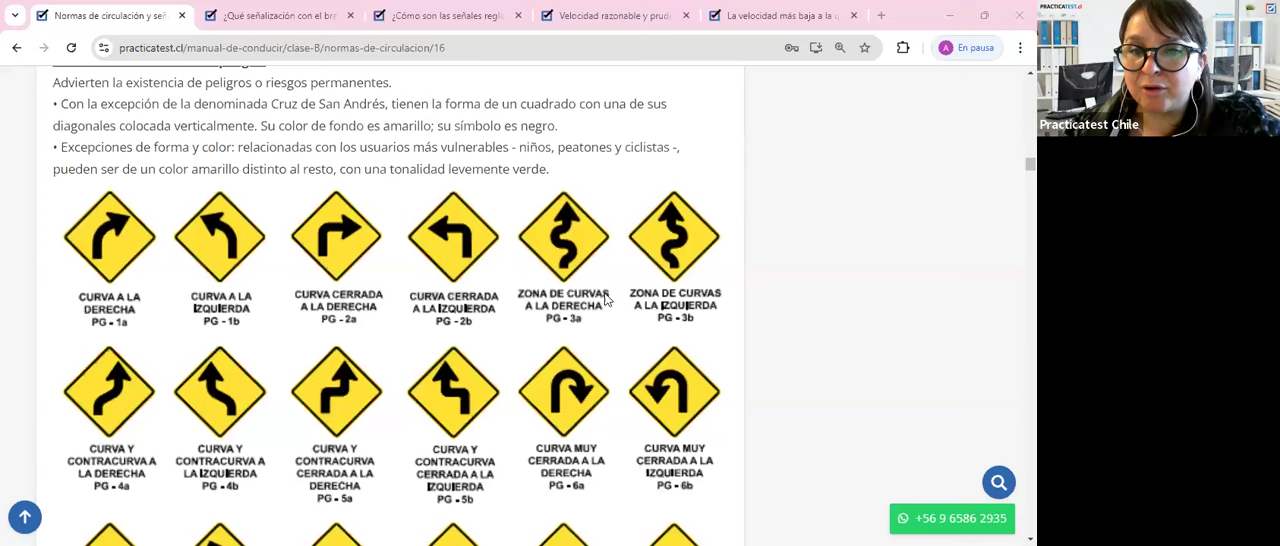 Normas de circulación y señ
¿Qué señalización con el bra
¿Cómo son las señales regla
Velocidad razonable y prudi
La velocidad más baja a la q
practicatest.cl/manual-de-conducir/clase-B/normas-de-circulacion/16
A
En pausa
PRACTICATEST.cl
Practicatest Chile
Advierten la existencia de peligros o riesgos permanentes.
• Con la excepción de la denominada Cruz de San Andrés, tienen la forma de un cuadrado con una de sus
diagonales colocada verticalmente. Su color de fondo es amarillo; su símbolo es negro.
• Excepciones de forma y color: relacionadas con los usuarios más vulnerables - niños, peatones y ciclistas -,
pueden ser de un color amarillo distinto al resto, con una tonalidad levemente verde.
CURVA A LA
DERECHA
PG - 1a
CURVA A LA
IZQUIERDA
PG - 1b
CURVA CERRADA
A LA DERECHA
PG - 2a
CURVA CERRADA
A LA IZQUIERDA
PG - 2b
ZONA DE CURVAS
A LA DERECHA
PG - 3a
ZONA DE CURVAS
A LA IZQUIERDA
PG - 3b
CURVA Y
CONTRACURVA A
LA DERECHA
PG - 4a
CURVA Y
CONTRACURVA A
LA IZQUIERDA
PG - 4b
CURVA Y
CONTRACURVA
CERRADA A LA
DERECHA
PG - 5a
CURVA Y
CONTRACURVA
CERRADA A LA
IZQUIERDA
PG - 5b
CURVA MUY
CERRADA A LA
DERECHA
PG - 6a
CURVA MUY
CERRADA A LA
IZQUIERDA
PG - 6b
+56 9 6586 2935